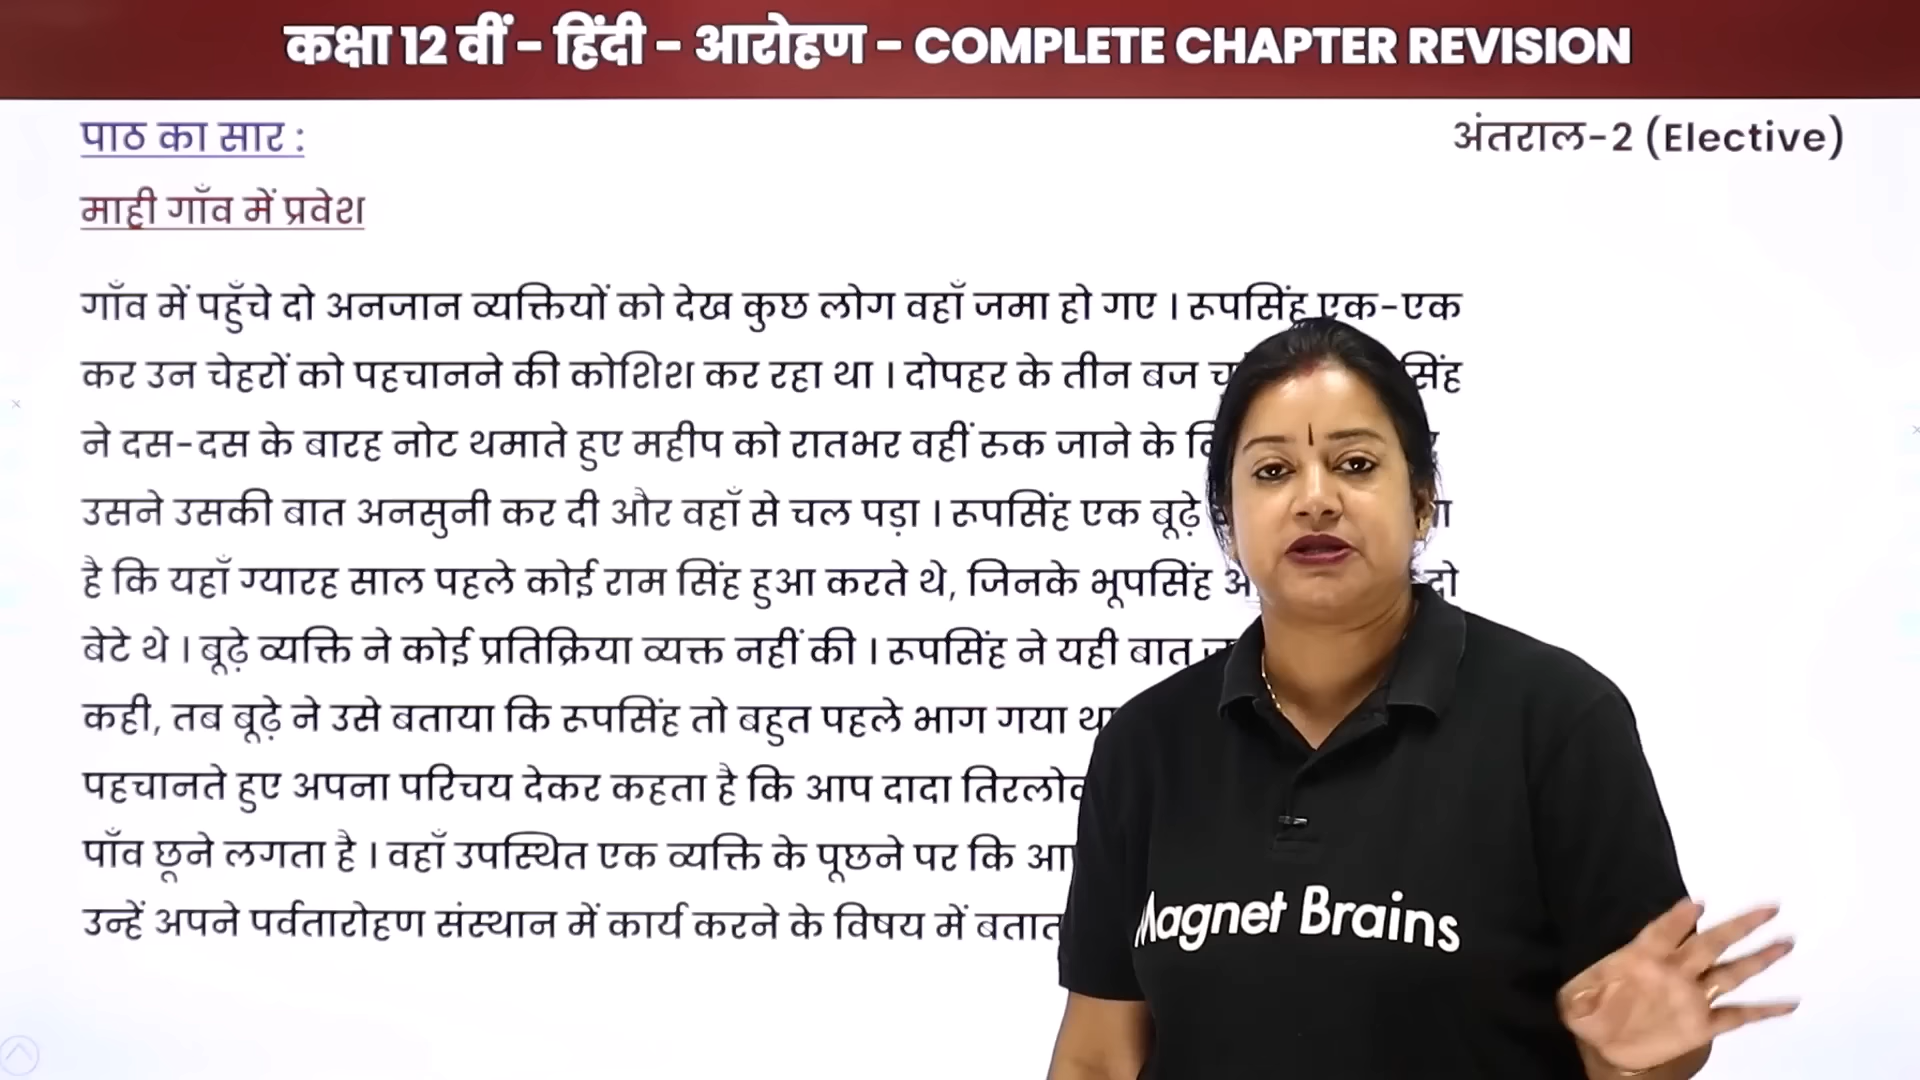 कक्षा 12 वीं - हिंदी - आरोहण - COMPLETE CHAPTER REVISION
पाठ का सार :
अंतराल-2 (Elective)
माही गाँव में प्रवेश
गाँव में पहुँचे दो अनजान व्यक्तियों को देख कुछ लोग वहाँ जमा हो गए । रूपसिंह एक-एक
कर उन चेहरों को पहचानने की कोशिश कर रहा था । दोपहर के तीन बज
ने दस-दस के बारह नोट थमाते हुए महीप को रातभर वहीं रुक जाने के
उसने उसकी बात अनसुनी कर दी और वहाँ से चल पड़ा । रूपसिंह एक बूढ़े
है कि यहाँ ग्यारह साल पहले कोई राम सिंह हुआ करते थे, जिनके भूपसिंह दो
बेटे थे । बूढ़े व्यक्ति ने कोई प्रतिक्रिया व्यक्त नहीं की । रूपसिंह ने यही बात
कही, तब बूढ़े ने उसे बताया कि रूपसिंह तो बहुत पहले भाग गया
पहचानते हुए अपना परिचय देकर कहता है कि आप दादा
पाँव छूने लगता है । वहाँ उपस्थित एक व्यक्ति के पूछने पर कि
उन्हें अपने पर्वतारोहण संस्थान में कार्य करने के विषय में
Magnet Brains